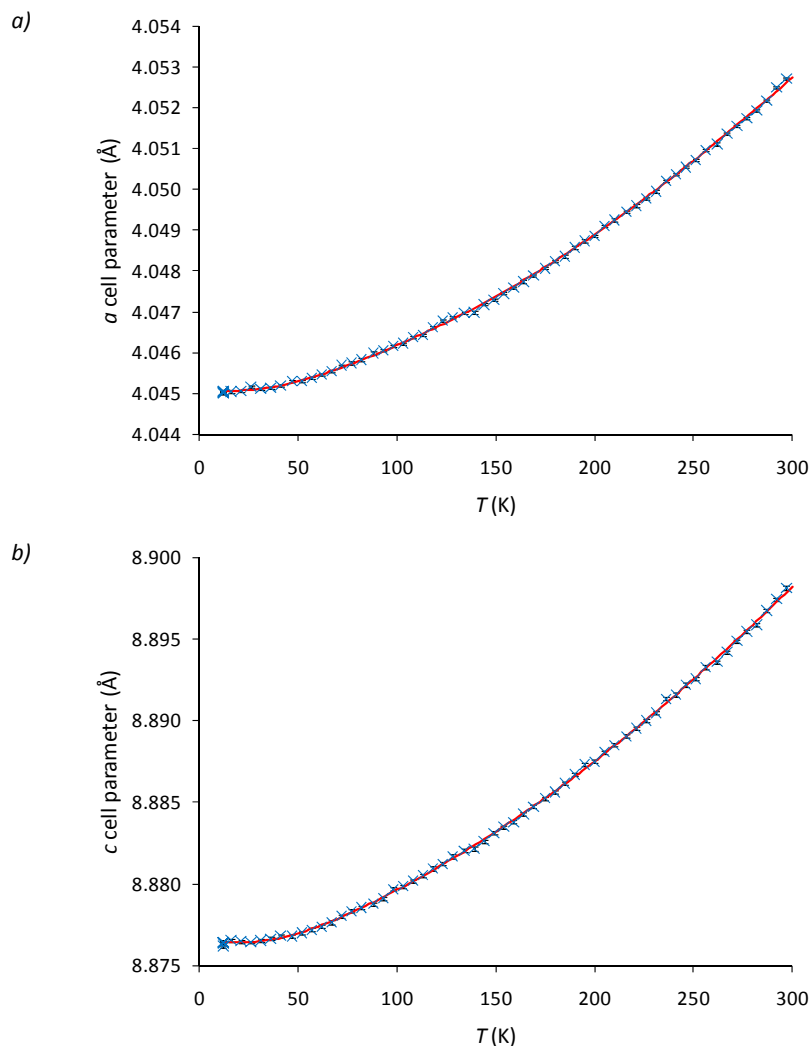 a)
4.054
4.053
4.052
4.051
4.050
4.049
4.048
4.047
4.046
4.045
4.044
a cell parameter (Å)
0 50 100 150 200 250 300
T (K)
b)
8.900
8.895
8.890
8.885
8.880
8.875
c cell parameter (Å)
0 50 100 150 200 250 300
T (K)